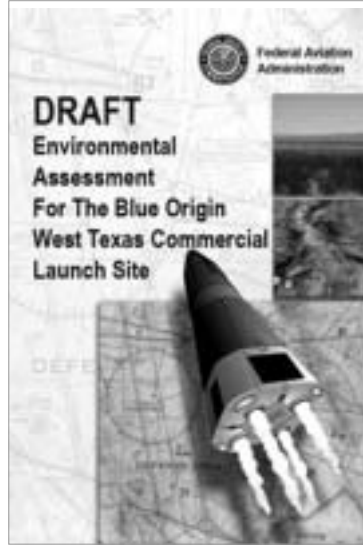 Federal Aviation
Administration
DRAFT
Environmental
Assessment
For The Blue Origin
West Texas Commercial
Launch Site